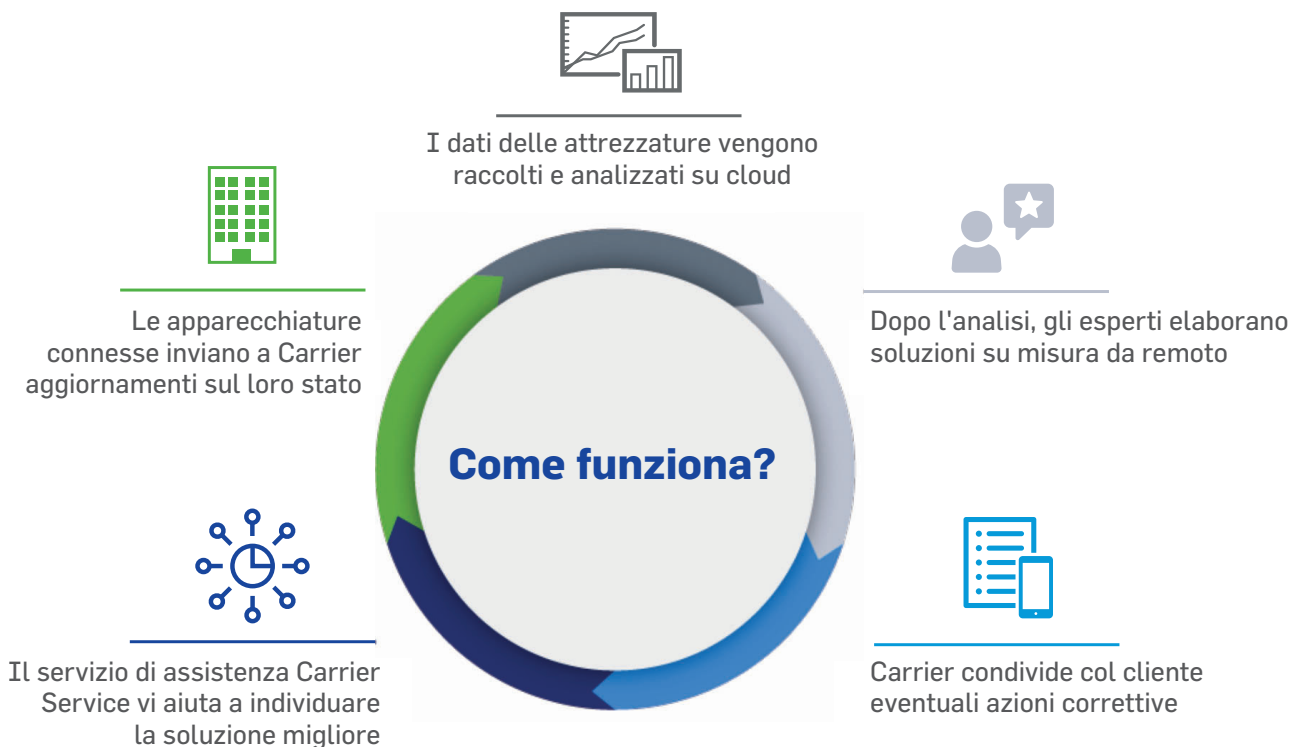 I dati delle attrezzature vengono
raccolti e analizzati su cloud
Le apparecchiature
connesse inviano a Carrier
aggiornamenti sul loro stato
Dopo l'analisi, gli esperti elaborano
soluzioni su misura da remoto
Come funziona?
Il servizio di assistenza Carrier
Service vi aiuta a individuare
la soluzione migliore
Carrier condivide col cliente
eventuali azioni correttive